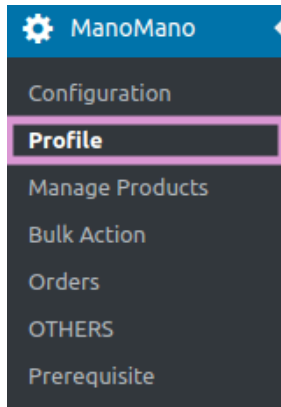 ManoMano
Configuration
Profile
Manage Products
Bulk Action
Orders
OTHERS
Prerequisite